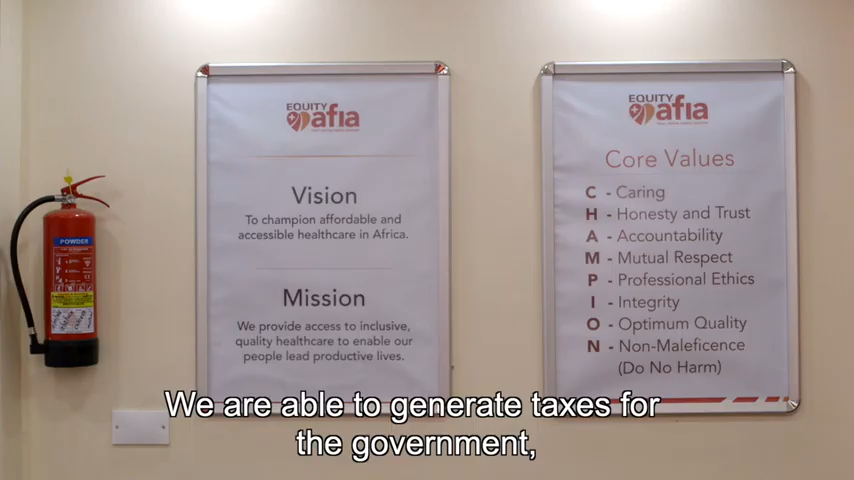 EQUITY
afia
Vision
To champion affordable and
accessible healthcare in Africa.
Mission
We provide access to inclusive,
quality healthcare to enable our
people lead productive lives.
EQUITY
afia
Core Values
C - Caring
H - Honesty and Trust
A - Accountability
M - Mutual Respect
P - Professional Ethics
I - Integrity
O - Optimum Quality
N - Non-Maleficence
(Do No Harm)
POWDER
We are able to generate taxes for
the government,